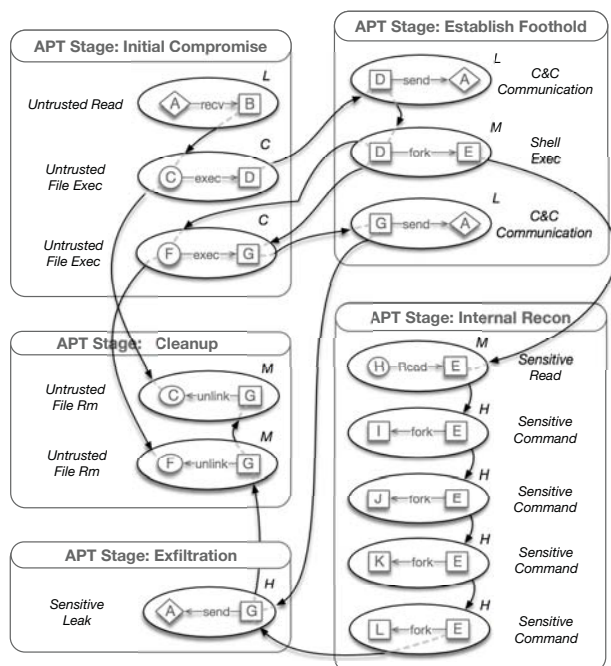 APT Stage: Initial Compromise
L
Untrusted Read
A recv B
C
Untrusted
File Exec
C exec D
C
Untrusted
File Exec
F exec G
APT Stage: Establish Foothold
L
D send A
C&C
Communication
M
D fork E
Shell
Exec
L
G send A
C&C
Communication
APT Stage: Cleanup
M
Untrusted
File Rm
C unlink G
M
Untrusted
File Rm
F unlink G
APT Stage: Internal Recon
M
H Read E
Sensitive
Read
H
I fork E
Sensitive
Command
H
J fork E
Sensitive
Command
H
K fork E
Sensitive
Command
H
L fork E
Sensitive
Command
APT Stage: Exfiltration
H
Sensitive
Leak
A send G